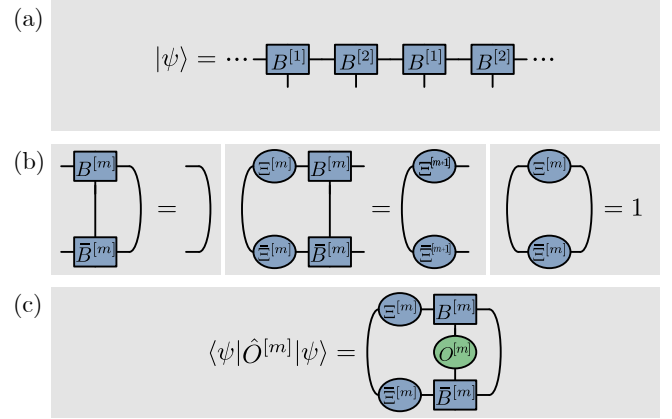 (a)
|ψ⟩ = ··· B^{[1]} B^{[2]} B^{[1]} B^{[2]} ···
(b)
B^{[m]} Ξ^{[m]} B^{[m]} Ξ^{[m+1]} Ξ^{[m]}
= = = 1
B̄^{[m]} Ξ̄^{[m]} B̄^{[m]} Ξ̄^{[m+1]} Ξ̄^{[m]}
(c)
Ξ^{[m]} B^{[m]}
⟨ψ|Ô^{[m]}|ψ⟩ = O^{[m]}
Ξ̄^{[m]} B̄^{[m]}